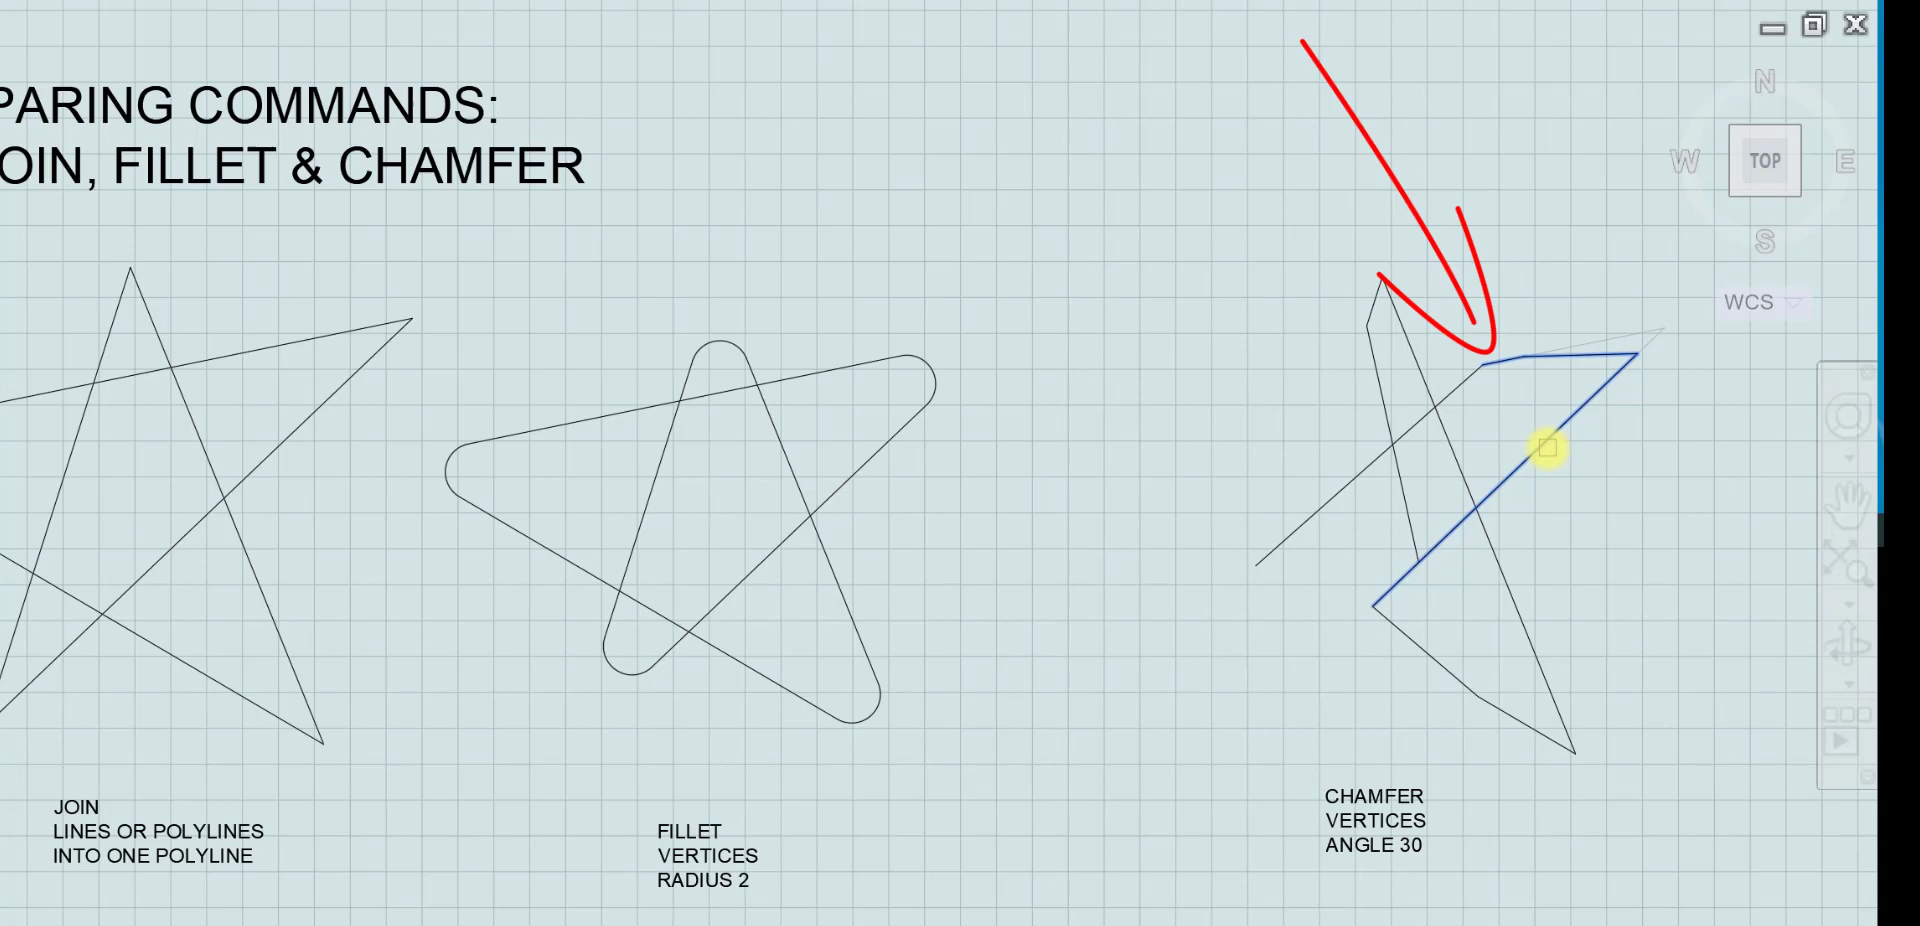 PARING COMMANDS:
OIN, FILLET & CHAMFER
N
W
TOP
E
S
WCS
JOIN
LINES OR POLYLINES
INTO ONE POLYLINE
FILLET
VERTICES
RADIUS 2
CHAMFER
VERTICES
ANGLE 30